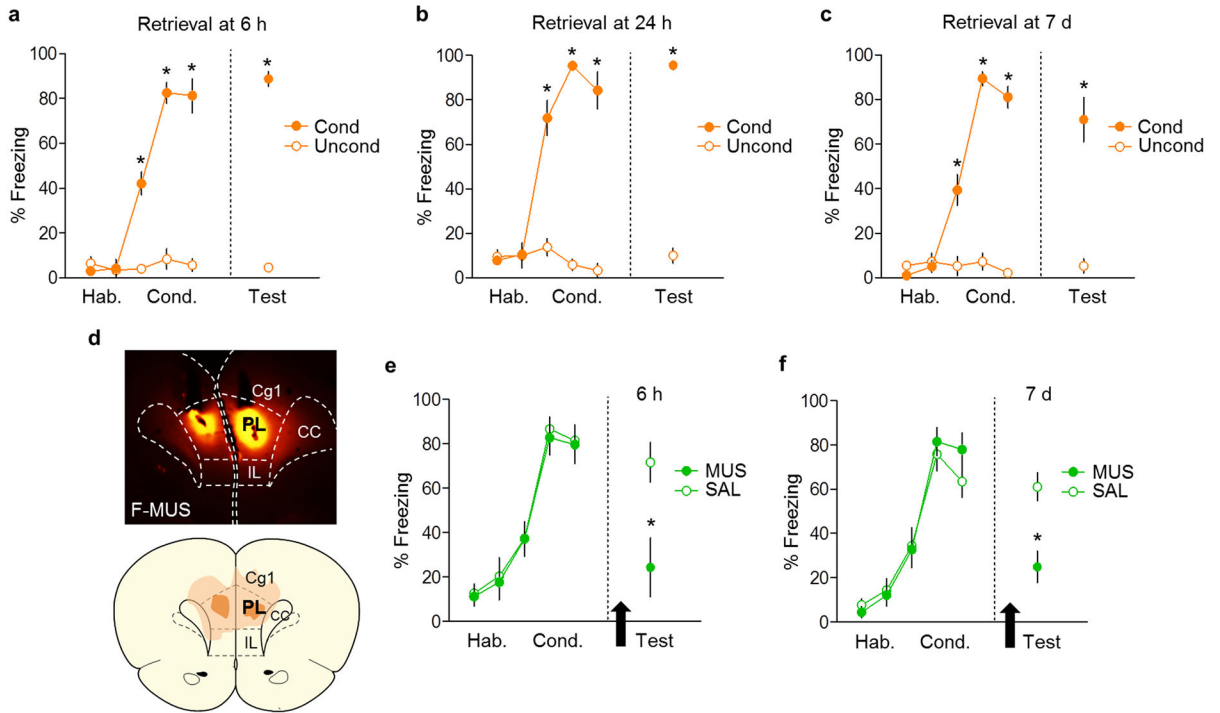 a
Retrieval at 6 h
100
80
60
40
20
0
% Freezing
*
*
*
*
Cond
Uncond
Hab.
Cond.
Test
b
Retrieval at 24 h
100
80
60
40
20
0
% Freezing
*
*
*
*
Cond
Uncond
Hab.
Cond.
Test
c
Retrieval at 7 d
100
80
60
40
20
0
% Freezing
*
*
*
*
Cond
Uncond
Hab.
Cond.
Test
d
Cg1
PL
CC
IL
F-MUS
Cg1
PL
CC
IL
e
6 h
100
80
60
40
20
0
% Freezing
*
MUS
SAL
Hab.
Cond.
Test
f
7 d
100
80
60
40
20
0
% Freezing
*
MUS
SAL
Hab.
Cond.
Test